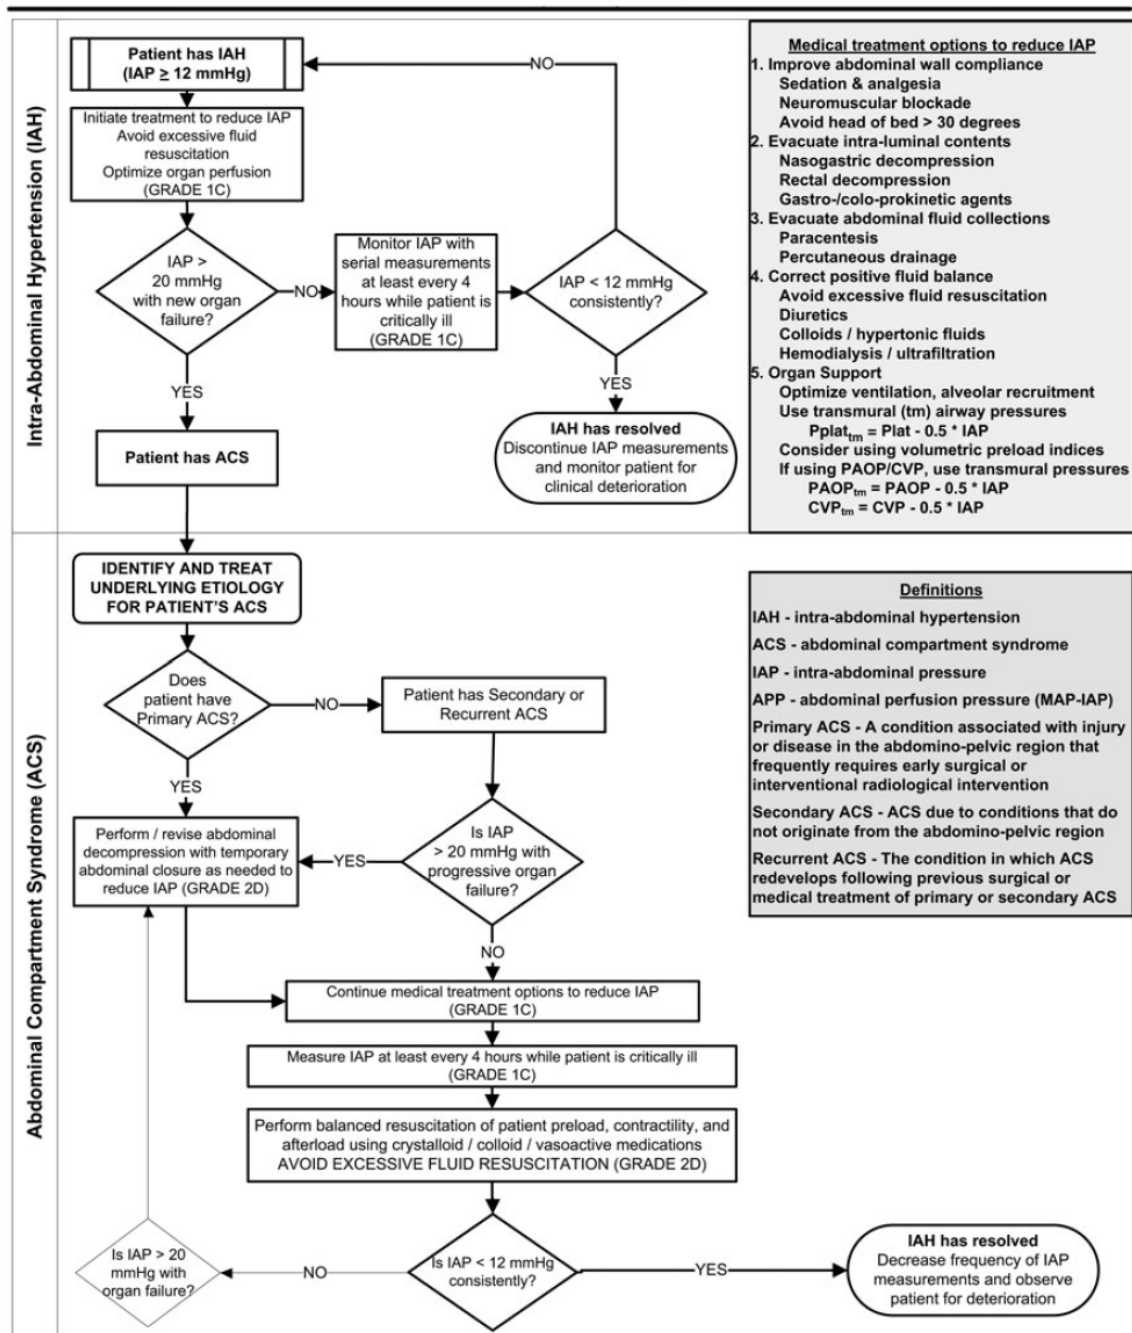 Intra-Abdominal Hypertension (IAH)
Patient has IAH
(IAP ≥ 12 mmHg)
NO
Initiate treatment to reduce IAP
Avoid excessive fluid
resuscitation
Optimize organ perfusion
(GRADE 1C)
IAP >
20 mmHg
with new organ
failure?
NO
Monitor IAP with
serial measurements
at least every 4
hours while patient is
critically ill
(GRADE 1C)
IAP < 12 mmHg
consistently?
YES
YES
Patient has ACS
IAH has resolved
Discontinue IAP measurements
and monitor patient for
clinical deterioration
Medical treatment options to reduce IAP
1. Improve abdominal wall compliance
Sedation & analgesia
Neuromuscular blockade
Avoid head of bed > 30 degrees
2. Evacuate intra-luminal contents
Nasogastric decompression
Rectal decompression
Gastro-/colo-prokinetic agents
3. Evacuate abdominal fluid collections
Paracentesis
Percutaneous drainage
4. Correct positive fluid balance
Avoid excessive fluid resuscitation
Diuretics
Colloids / hypertonic fluids
Hemodialysis / ultrafiltration
5. Organ Support
Optimize ventilation, alveolar recruitment
Use transmural (tm) airway pressures
Pplattm = Plat - 0.5 * IAP
Consider using volumetric preload indices
If using PAOP/CVP, use transmural pressures
PAOPtm = PAOP - 0.5 * IAP
CVPtm = CVP - 0.5 * IAP
Abdominal Compartment Syndrome (ACS)
IDENTIFY AND TREAT
UNDERLYING ETIOLOGY
FOR PATIENT'S ACS
Does
patient have
Primary ACS?
NO
Patient has Secondary or
Recurrent ACS
YES
Perform / revise abdominal
decompression with temporary
abdominal closure as needed to
reduce IAP (GRADE 2D)
YES
Is IAP
> 20 mmHg with
progressive organ
failure?
NO
Continue medical treatment options to reduce IAP
(GRADE 1C)
Measure IAP at least every 4 hours while patient is critically ill
(GRADE 1C)
Perform balanced resuscitation of patient preload, contractility, and
afterload using crystalloid / colloid / vasoactive medications
AVOID EXCESSIVE FLUID RESUSCITATION (GRADE 2D)
Is IAP > 20
mmHg with
organ failure?
NO
Is IAP < 12 mmHg
consistently?
YES
IAH has resolved
Decrease frequency of IAP
measurements and observe
patient for deterioration
Definitions
IAH - intra-abdominal hypertension
ACS - abdominal compartment syndrome
IAP - intra-abdominal pressure
APP - abdominal perfusion pressure (MAP-IAP)
Primary ACS - A condition associated with injury
or disease in the abdomino-pelvic region that
frequently requires early surgical or
interventional radiological intervention
Secondary ACS - ACS due to conditions that do
not originate from the abdomino-pelvic region
Recurrent ACS - The condition in which ACS
redevelops following previous surgical or
medical treatment of primary or secondary ACS